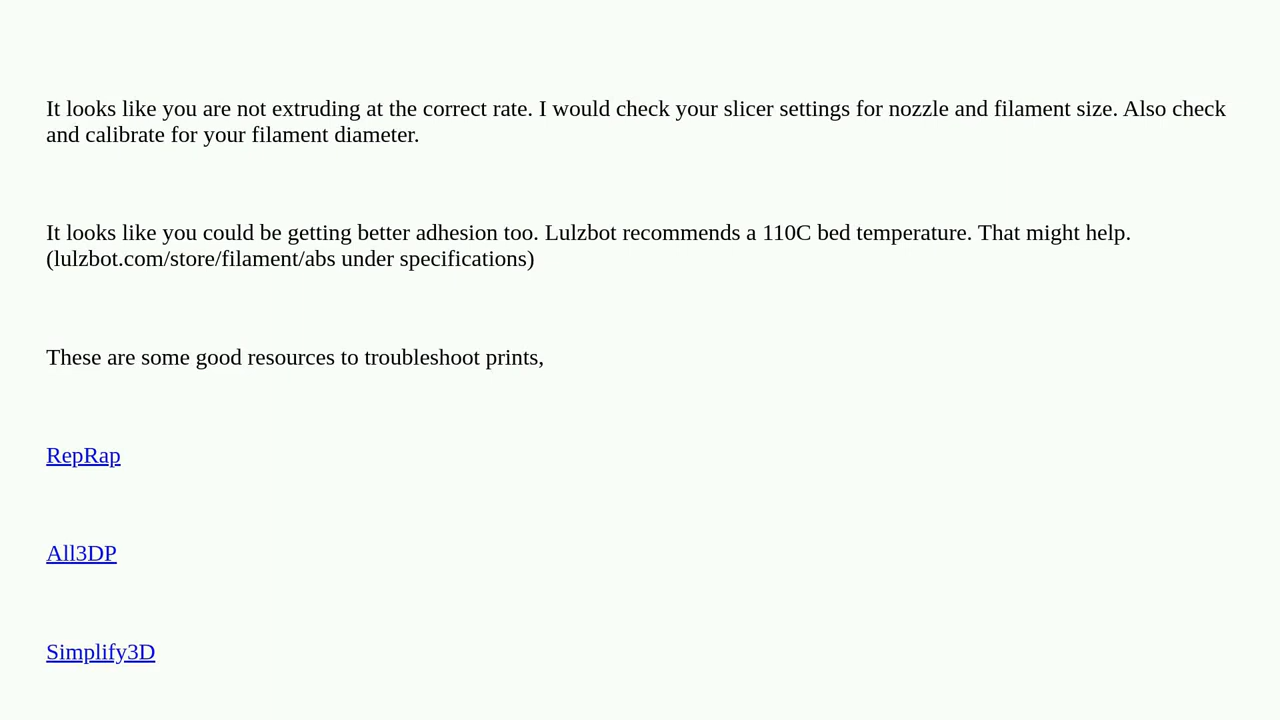 It looks like you are not extruding at the correct rate. I would check your slicer settings for nozzle and filament size. Also check
and calibrate for your filament diameter.
It looks like you could be getting better adhesion too. Lulzbot recommends a 110C bed temperature. That might help.
(lulzbot.com/store/filament/abs under specifications)
These are some good resources to troubleshoot prints,
RepRap
All3DP
Simplify3D